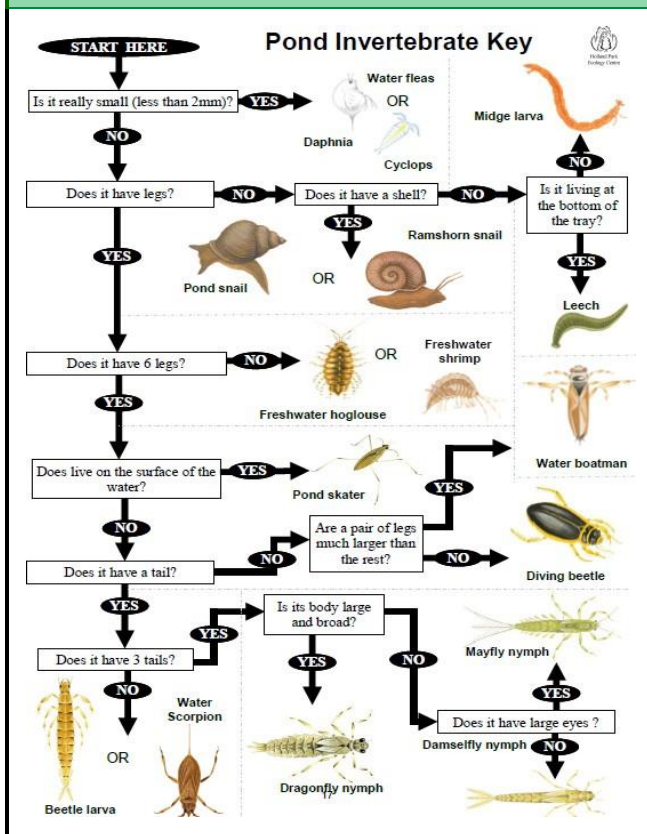 Pond Invertebrate Key
Holland Park
Ecology Centre
START HERE
Is it really small (less than 2mm)?
YES
Water fleas
OR
Daphnia
Cyclops
NO
Does it have legs?
NO
Does it have a shell?
NO
Is it living at
the bottom of
the tray?
NO
Midge larva
YES
Leech
YES
Pond snail
OR
Ramshorn snail
YES
Does it have 6 legs?
NO
OR
Freshwater
shrimp
Freshwater hoglouse
YES
Does live on the surface of the
water?
YES
Pond skater
NO
Does it have a tail?
NO
Are a pair of legs
much larger than
the rest?
YES
Water boatman
NO
Diving beetle
YES
Does it have 3 tails?
YES
Is its body large
and broad?
YES
Dragonfly nymph
17
NO
Does it have large eyes ?
YES
Mayfly nymph
NO
Damselfly nymph
NO
Beetle larva
OR
Water
Scorpion